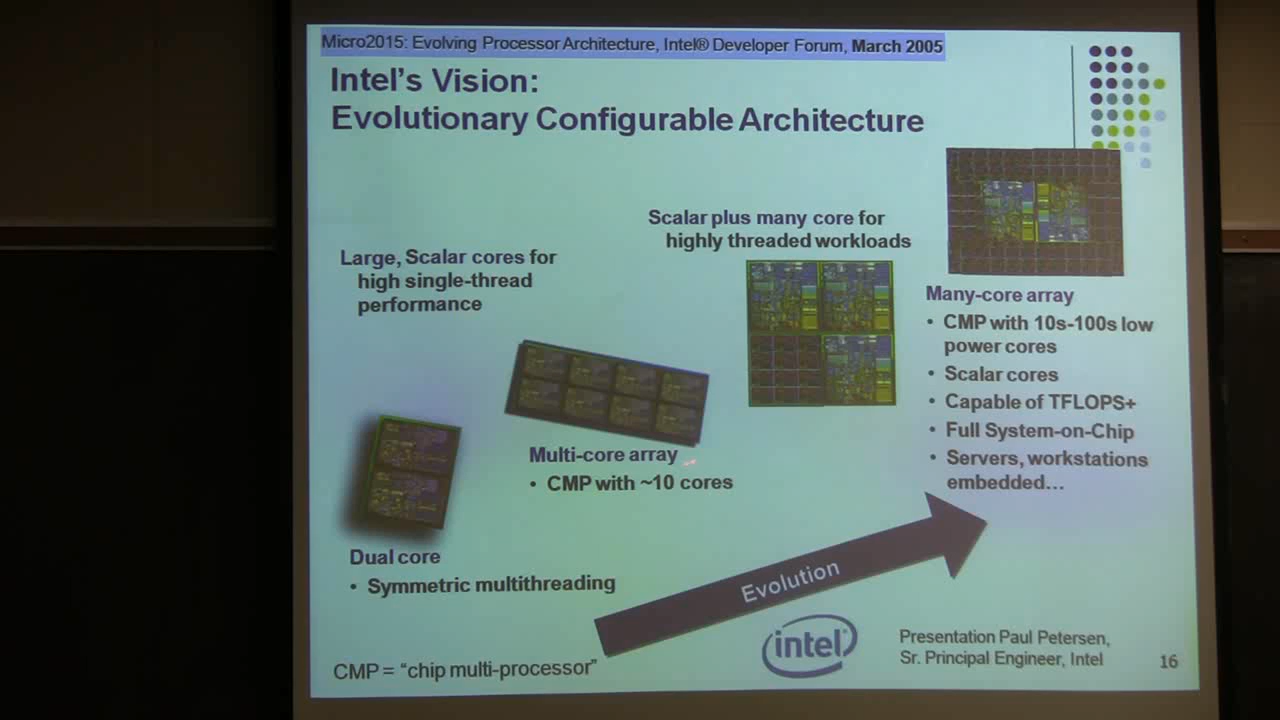 Micro2015: Evolving Processor Architecture, Intel® Developer Forum, March 2005
Intel's Vision:
Evolutionary Configurable Architecture
Large, Scalar cores for
high single-thread
performance
Scalar plus many core for
highly threaded workloads
Many-core array
• CMP with 10s-100s low
power cores
• Scalar cores
• Capable of TFLOPS+
• Full System-on-Chip
• Servers, workstations
embedded…
Multi-core array
• CMP with ~10 cores
Dual core
• Symmetric multithreading
Evolution
intel®
CMP = "chip multi-processor"
Presentation Paul Petersen,
Sr. Principal Engineer, Intel
16